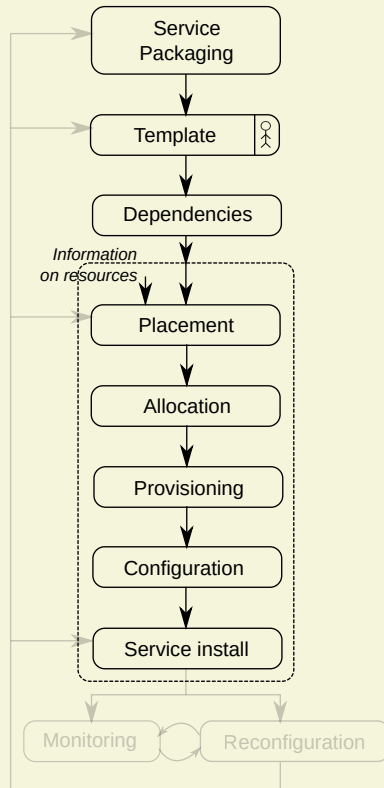 Service
Packaging
Template
Dependencies
Information
on resources
Placement
Allocation
Provisioning
Configuration
Service install
Monitoring
Reconfiguration